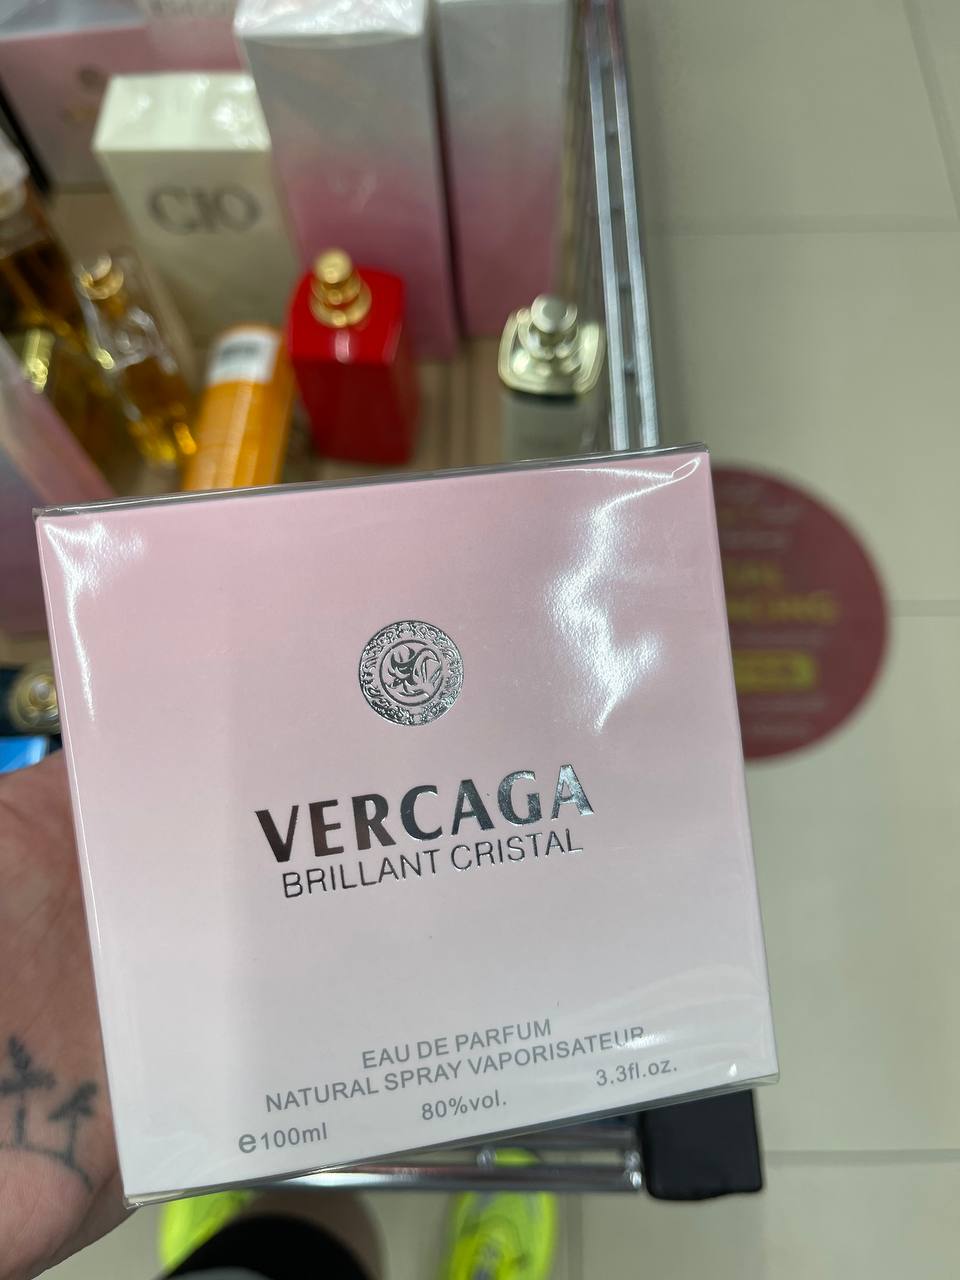 GIO
VERCAGA
BRILLANT CRISTAL
EAU DE PARFUM
NATURAL SPRAY VAPORISATEUR
e100ml 80%vol. 3.3fl.oz.